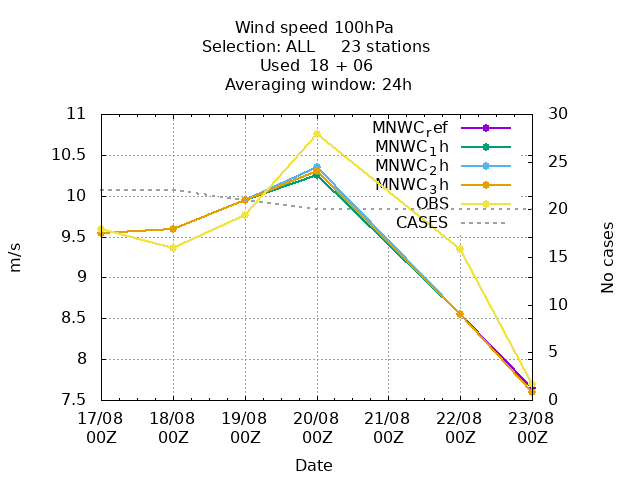 Wind speed 100hPa
Selection: ALL 23 stations
Used 18 + 06
Averaging window: 24h
11
10.5
10
9.5
9
8.5
8
7.5
30
25
20
15
10
5
0
m/s
No cases
MNWC_ref
MNWC_1h
MNWC_2h
MNWC_3h
OBS
CASES
17/08 18/08 19/08 20/08 21/08 22/08 23/08
00Z 00Z 00Z 00Z 00Z 00Z 00Z
Date